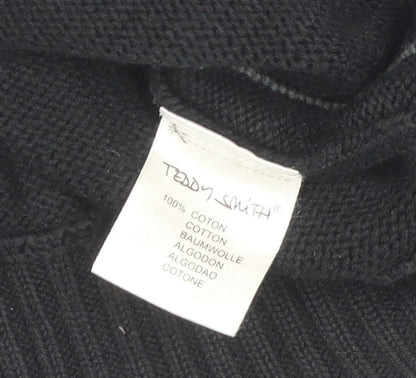 TEDDY SMITH®
100% COTON
COTTON
BAUMWOLLE
ALGODON
ALGODAO
COTONE